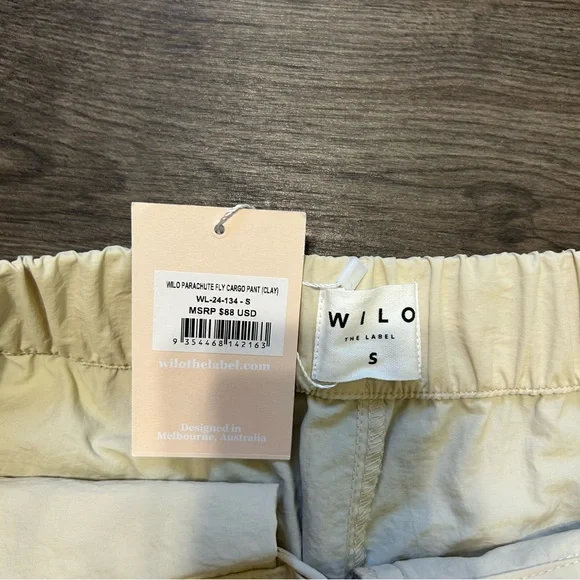 WILO PARACHUTE FLY CARGO PANT (CLAY)
WL-24-134 - S
MSRP $88 USD
9 354468 142163
wilothelabel.com
Designed in
Melbourne, Australia
W/LO
THE LABEL
S